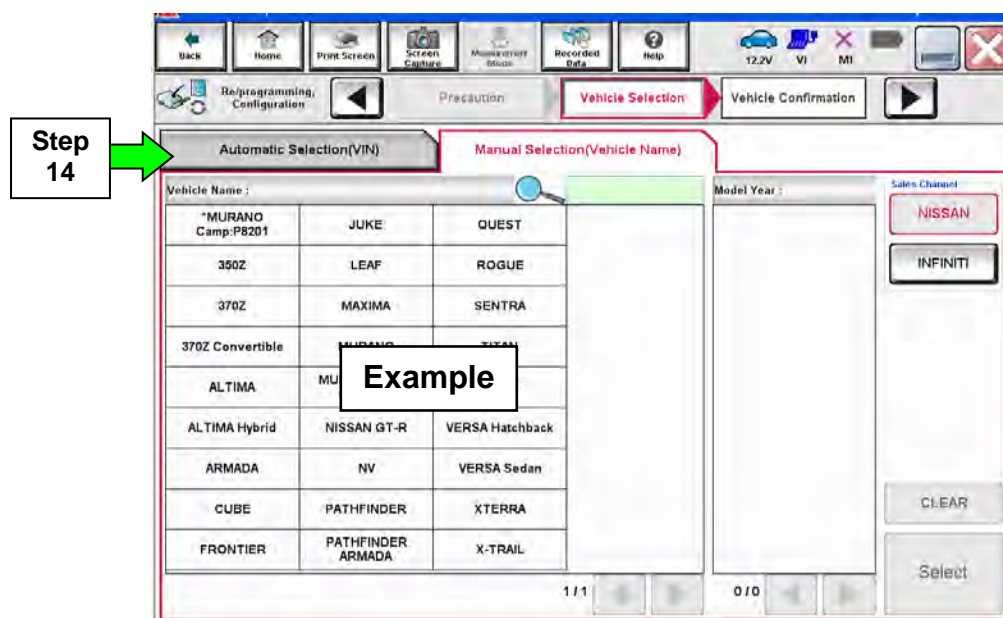 Back
Home
Print Screen
Screen
Capture
Measurement
Mode
Recorded
Data
Help
12.2V
VI
MI
Re/programming,
Configuration
Precaution
Vehicle Selection
Vehicle Confirmation
Step
14
Automatic Selection(VIN)
Manual Selection(Vehicle Name)
Vehicle Name :
Model Year :
Sales Channel
*MURANO
Camp:P8201
JUKE
QUEST
NISSAN
350Z
LEAF
ROGUE
INFINITI
370Z
MAXIMA
SENTRA
370Z Convertible
MURANO
TITAN
ALTIMA
MU
Example
ALTIMA Hybrid
NISSAN GT-R
VERSA Hatchback
ARMADA
NV
VERSA Sedan
CUBE
PATHFINDER
XTERRA
CLEAR
FRONTIER
PATHFINDER
ARMADA
X-TRAIL
Select
1/1
0/0